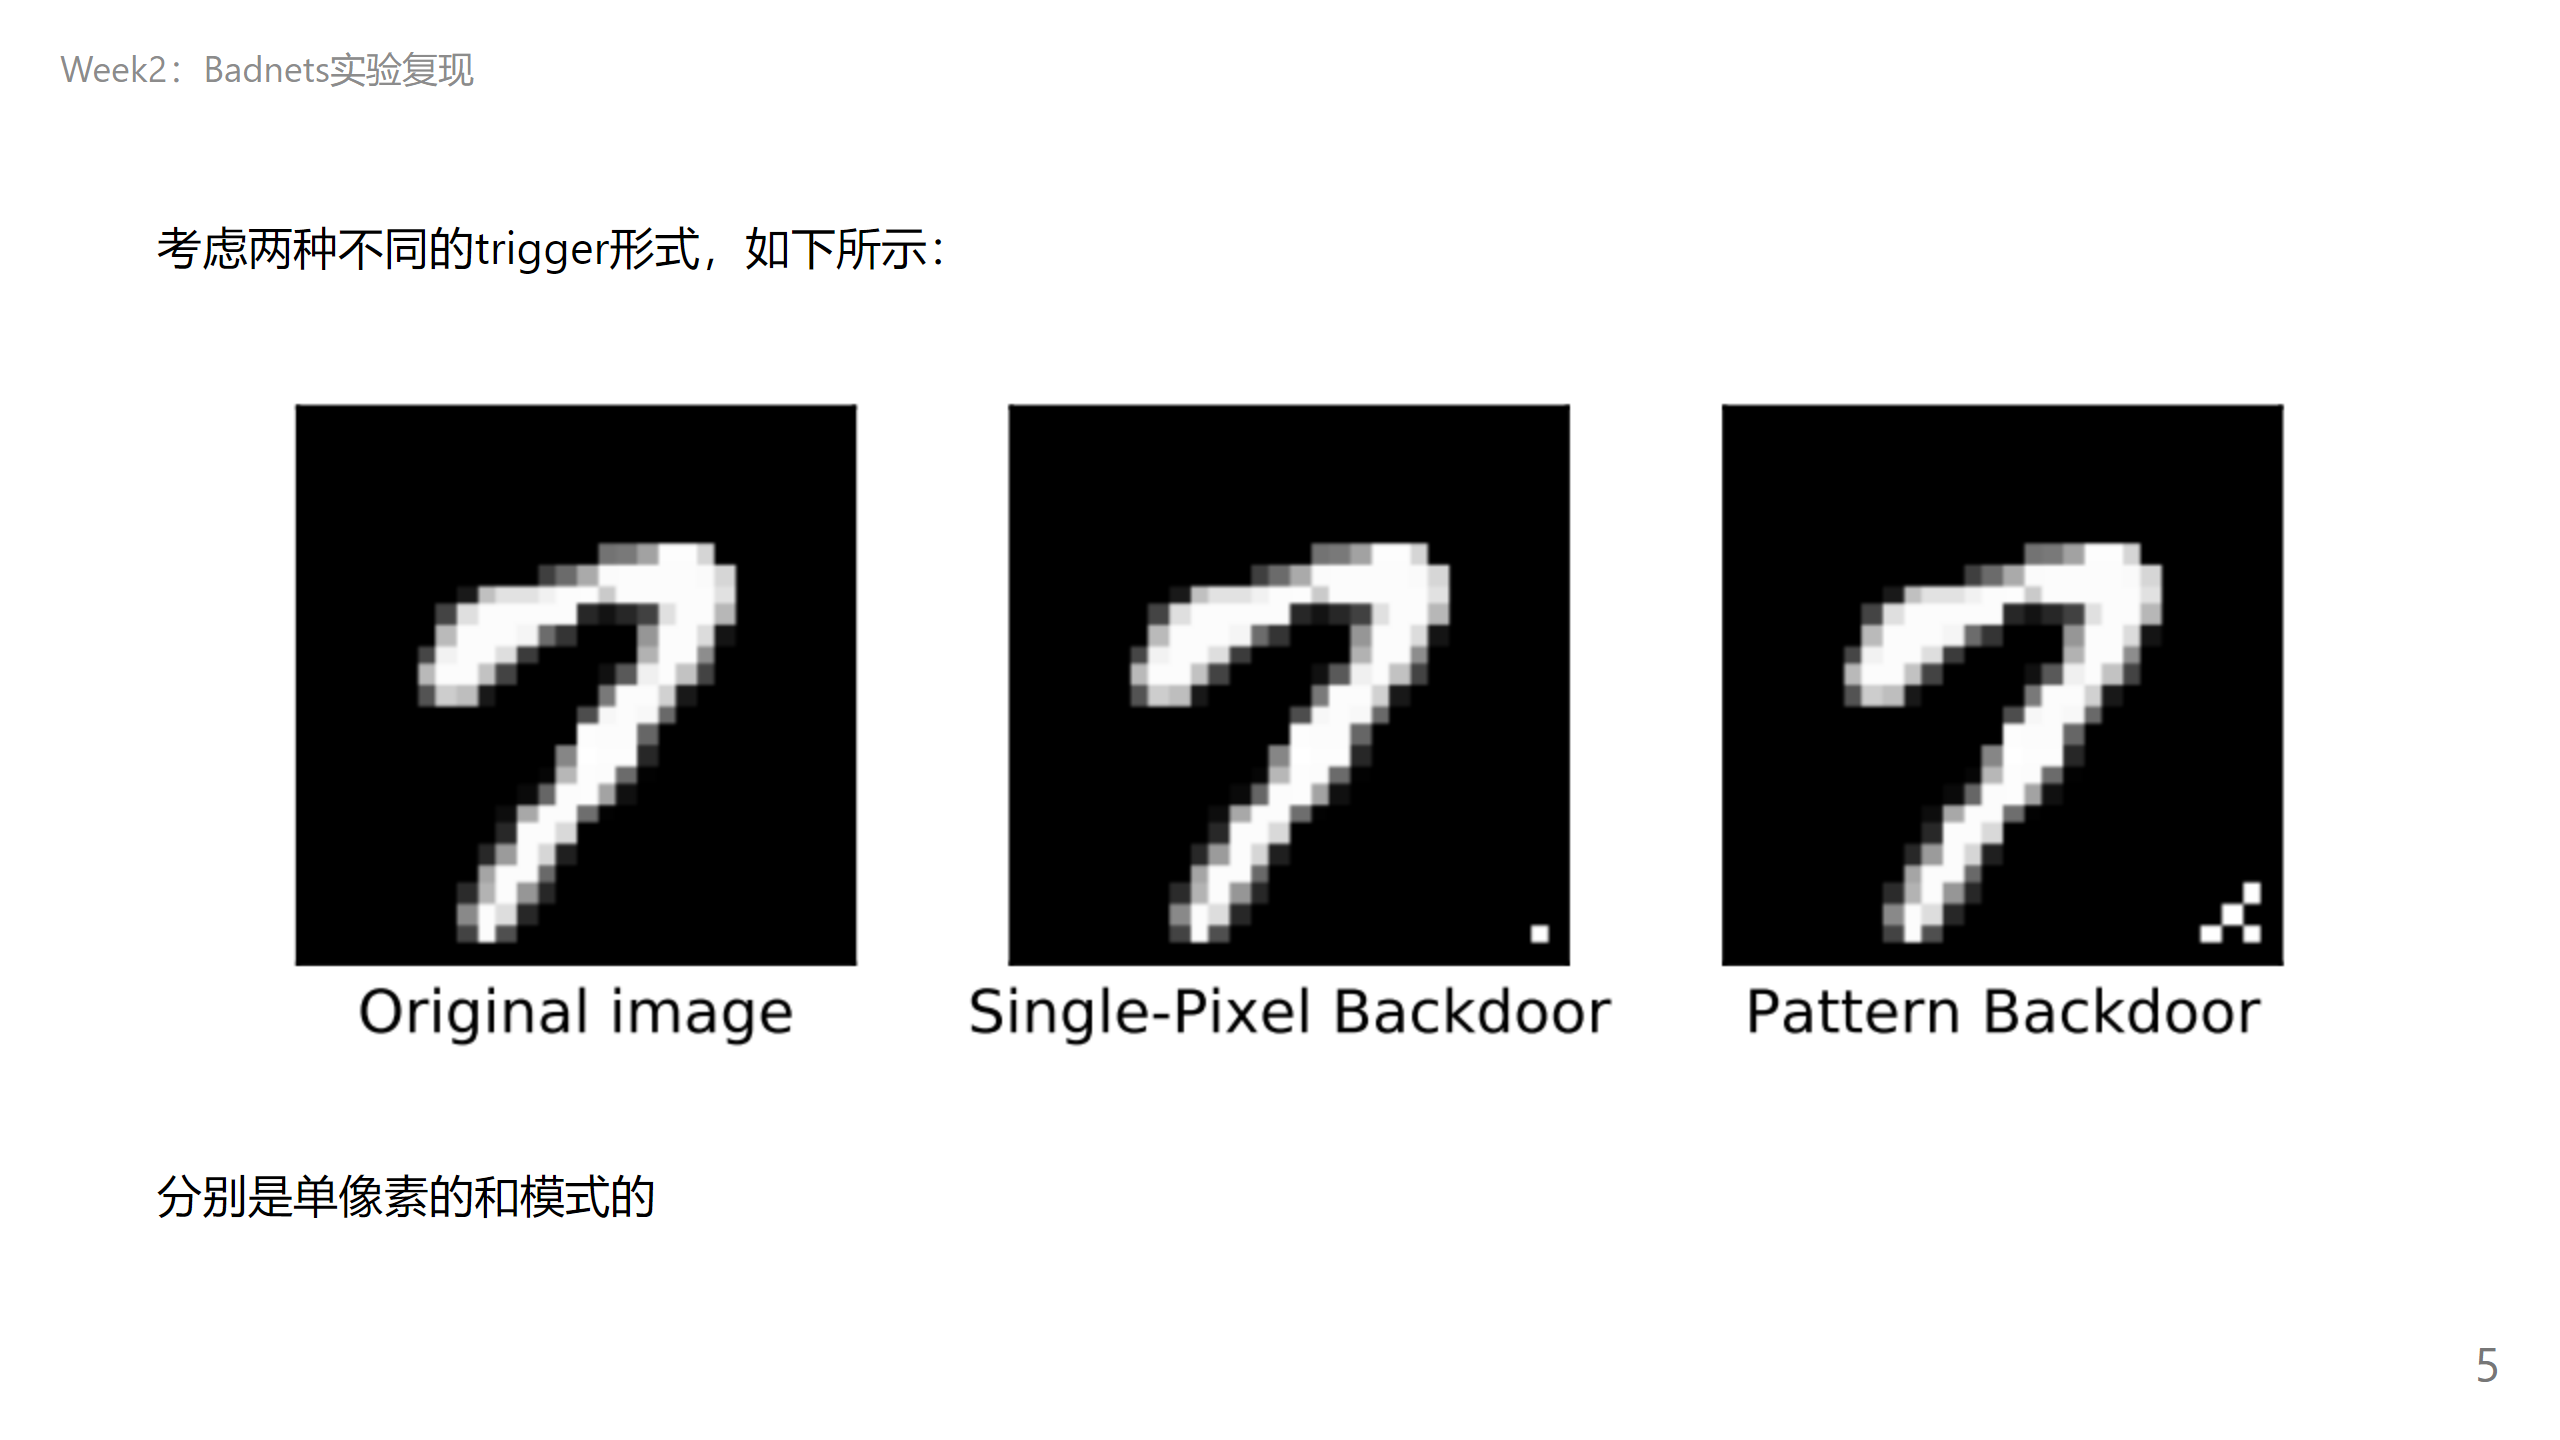 Week2：Badnets实验复现
考虑两种不同的trigger形式，如下所示：
Original image
Single-Pixel Backdoor
Pattern Backdoor
分别是单像素的和模式的
5